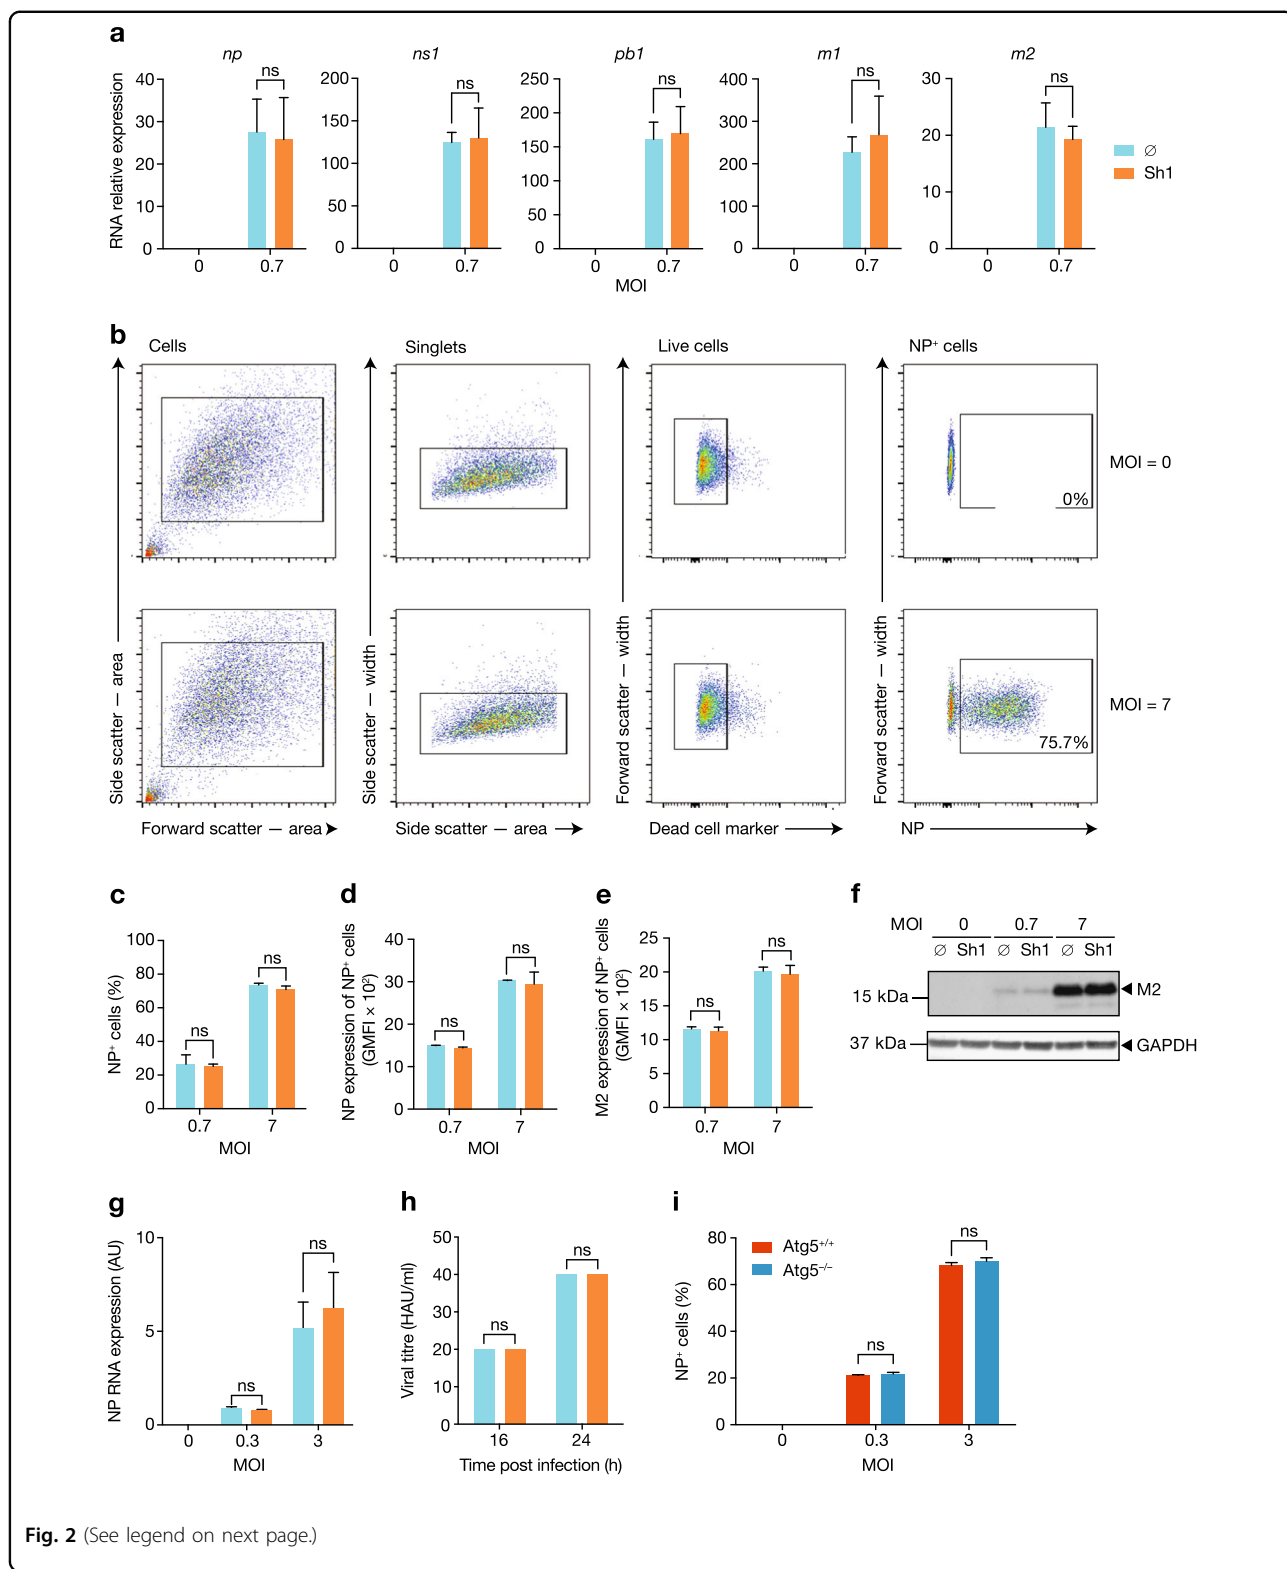 a
np
ns1
pb1
m1
m2
RNA relative expression
40
30
20
10
0
ns
0
0.7
200
150
100
50
0
ns
0
0.7
250
200
150
100
50
0
ns
0
0.7
MOI
400
300
200
100
0
ns
0
0.7
30
20
10
0
ns
0
0.7
∅
Sh1
b
Cells
Singlets
Live cells
NP⁺ cells
0%
MOI = 0
75.7%
MOI = 7
Side scatter — area
Side scatter — width
Forward scatter — width
Forward scatter — width
Forward scatter — area
Side scatter — area
Dead cell marker
NP
c
NP⁺ cells (%)
100
80
60
40
20
0
ns
ns
0.7
7
MOI
d
NP expression of NP⁺ cells
(GMFI × 10²)
40
30
20
10
0
ns
ns
0.7
7
MOI
e
M2 expression of NP⁺ cells
(GMFI × 10²)
25
20
15
10
5
0
ns
ns
0.7
7
MOI
f
MOI 0 0.7 7
∅ Sh1 ∅ Sh1 ∅ Sh1
15 kDa
M2
37 kDa
GAPDH
g
NP RNA expression (AU)
10
5
0
ns
ns
0
0.3
3
MOI
h
Viral titre (HAU/ml)
50
40
30
20
10
0
ns
ns
16
24
Time post infection (h)
i
NP⁺ cells (%)
80
60
40
20
0
Atg5⁺/⁺
Atg5⁻/⁻
ns
ns
0
0.3
3
MOI
Fig. 2 (See legend on next page.)